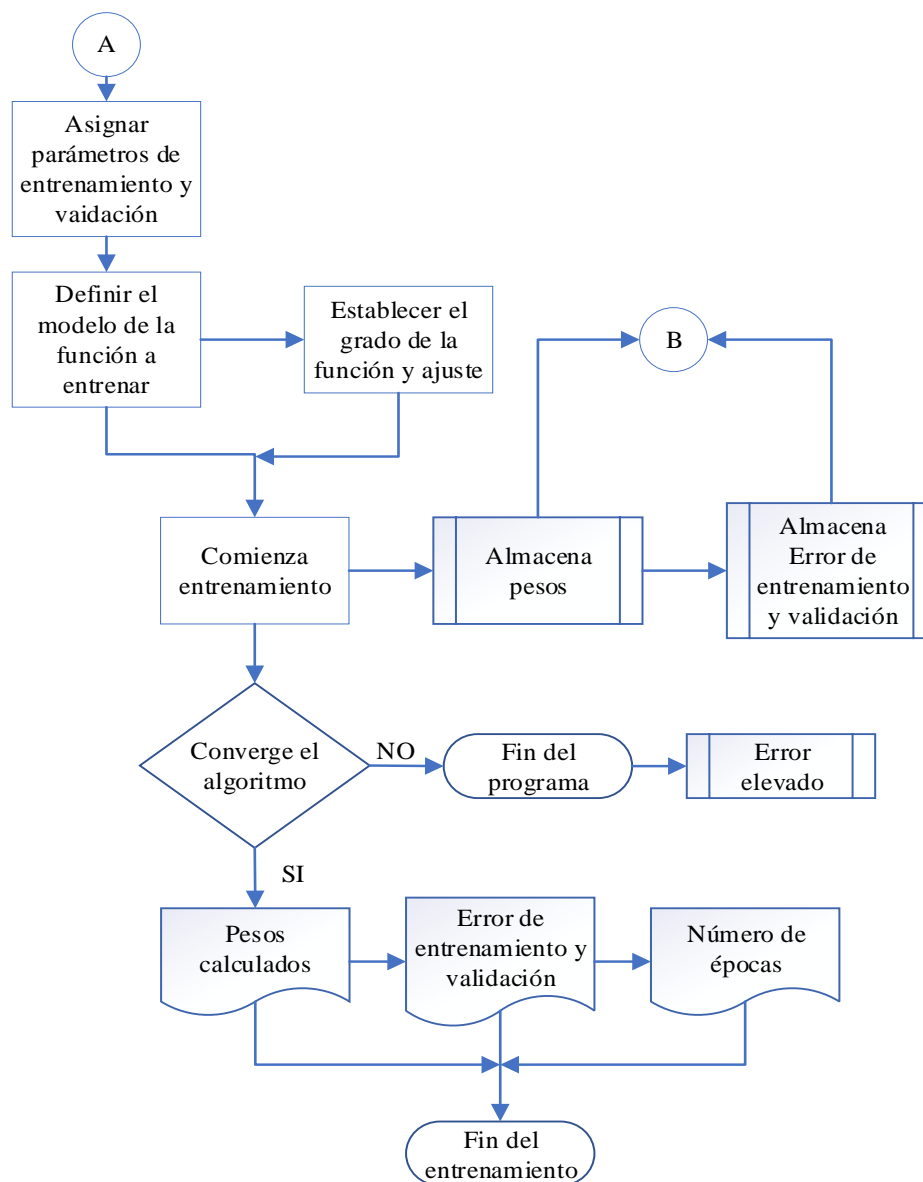 A
Asignar
parámetros de
entrenamiento y
vaidación
Definir el
modelo de la
función a
entrenar
Establecer el
grado de la
función y ajuste
B
Comienza
entrenamiento
Almacena
pesos
Almacena
Error de
entrenamiento
y validación
Converge el
algoritmo
NO
Fin del
programa
Error
elevado
SI
Pesos
calculados
Error de
entrenamiento y
validación
Número de
épocas
Fin del
entrenamiento